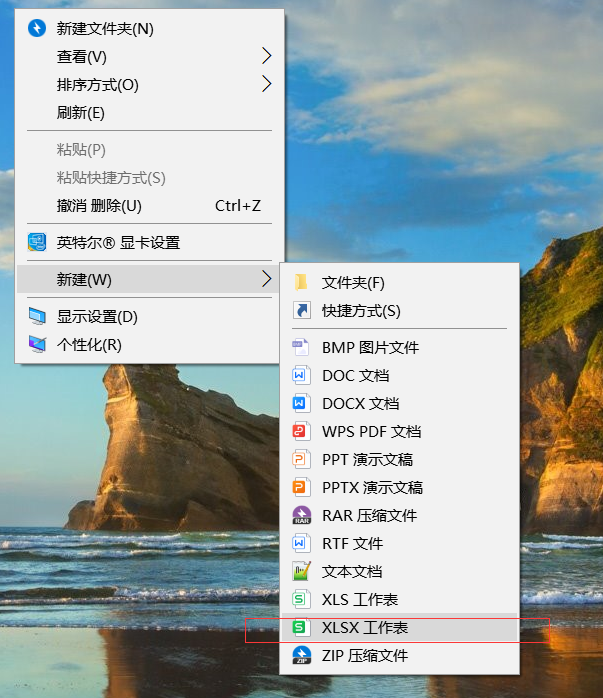 新建文件夹(N)
查看(V)
排序方式(O)
刷新(E)
粘贴(P)
粘贴快捷方式(S)
撤消 删除(U) Ctrl+Z
英特尔® 显卡设置
新建(W)
显示设置(D)
个性化(R)
文件夹(F)
快捷方式(S)
BMP 图片文件
DOC 文档
DOCX 文档
WPS PDF 文档
PPT 演示文稿
PPTX 演示文稿
RAR 压缩文件
RTF 文件
文本文档
XLS 工作表
XLSX 工作表
ZIP 压缩文件